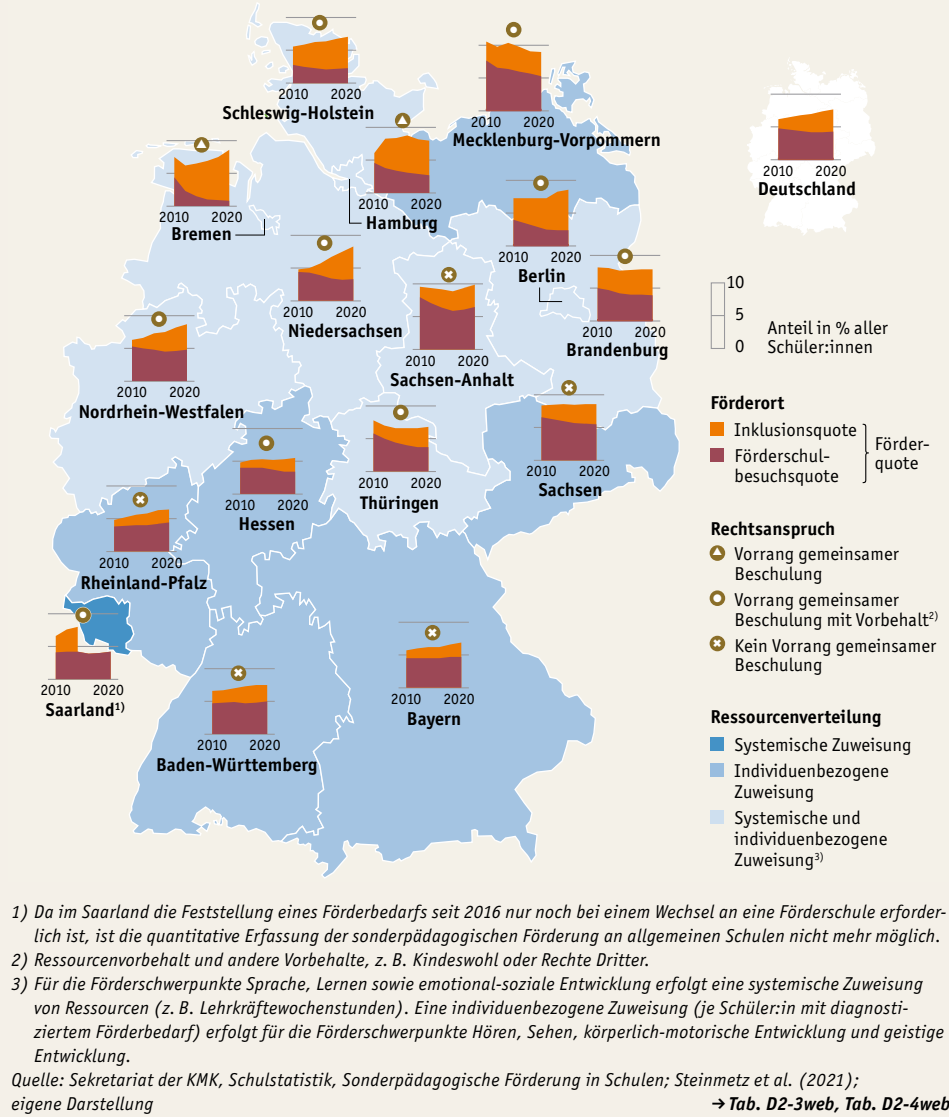 2010 2020
Schleswig-Holstein
2010 2020
Mecklenburg-Vorpommern
2010 2020
Deutschland
2010 2020
Hamburg
2010 2020
Bremen
2010 2020
Berlin
2010 2020
Niedersachsen
2010 2020
Brandenburg
2010 2020
Sachsen-Anhalt
2010 2020
Nordrhein-Westfalen
2010 2020
Sachsen
2010 2020
Thüringen
2010 2020
Hessen
2010 2020
Rheinland-Pfalz
2010 2020
Saarland1)
2010 2020
Bayern
2010 2020
Baden-Württemberg
10
5
0
Anteil in % aller
Schüler:innen
Förderort
Inklusionsquote
Förderschul-
besuchsquote
Förder-
quote
Rechtsanspruch
Vorrang gemeinsamer
Beschulung
Vorrang gemeinsamer
Beschulung mit Vorbehalt2)
Kein Vorrang gemeinsamer
Beschulung
Ressourcenverteilung
Systemische Zuweisung
Individuenbezogene
Zuweisung
Systemische und
individuenbezogene
Zuweisung3)
1) Da im Saarland die Feststellung eines Förderbedarfs seit 2016 nur noch bei einem Wechsel an eine Förderschule erforder-
lich ist, ist die quantitative Erfassung der sonderpädagogischen Förderung an allgemeinen Schulen nicht mehr möglich.
2) Ressourcenvorbehalt und andere Vorbehalte, z. B. Kindeswohl oder Rechte Dritter.
3) Für die Förderschwerpunkte Sprache, Lernen sowie emotional-soziale Entwicklung erfolgt eine systemische Zuweisung
von Ressourcen (z. B. Lehrkräftewochenstunden). Eine individuenbezogene Zuweisung (je Schüler:in mit diagnosti-
ziertem Förderbedarf) erfolgt für die Förderschwerpunkte Hören, Sehen, körperlich-motorische Entwicklung und geistige
Entwicklung.
Quelle: Sekretariat der KMK, Schulstatistik, Sonderpädagogische Förderung in Schulen; Steinmetz et al. (2021);
eigene Darstellung → Tab. D2-3web, Tab. D2-4web